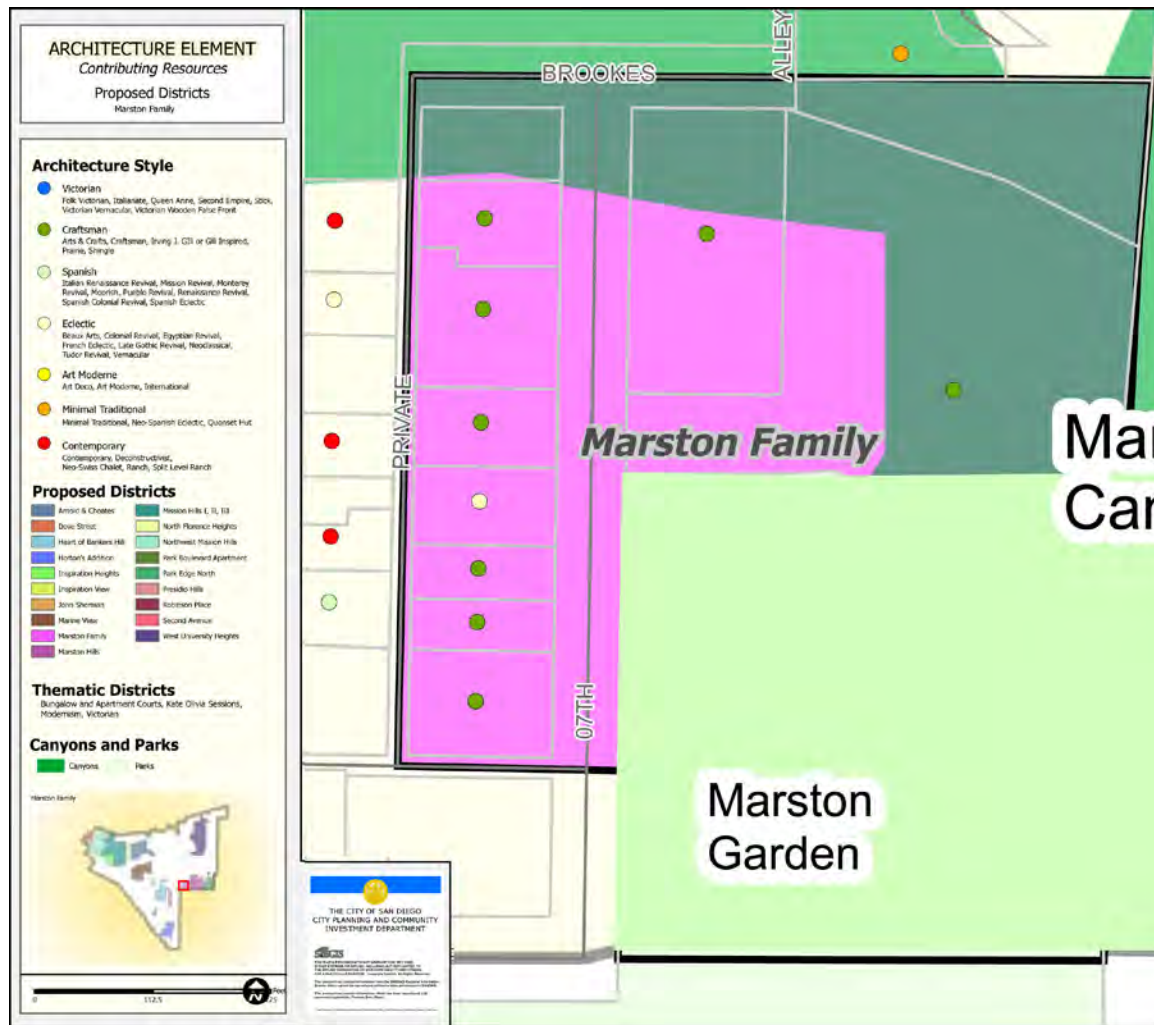 ARCHITECTURE ELEMENT
Contributing Resources
Proposed Districts
Marston Family
Architecture Style
Victorian
Folk Victorian, Italianate, Queen Anne, Second Empire, Stick,
Victorian Vernacular, Victorian Wooden False Front
Craftsman
Arts & Crafts, Craftsman, Irving J. Gill or Gill Inspired,
Prairie, Shingle
Spanish
Italian Renaissance Revival, Mission Revival, Monterey
Revival, Moorish, Pueblo Revival, Renaissance Revival,
Spanish Colonial Revival, Spanish Eclectic
Eclectic
Beaux Arts, Colonial Revival, Egyptian Revival,
French Eclectic, Late Gothic Revival, Neoclassical,
Tudor Revival, Vernacular
Art Moderne
Art Deco, Art Moderne, International
Minimal Traditional
Minimal Traditional, Neo-Spanish Eclectic, Quonset Hut
Contemporary
Contemporary, Deconstructivist,
Neo-Swiss Chalet, Ranch, Split Level Ranch
Proposed Districts
Arnold & Choates
Dove Street
Heart of Bankers Hill
Horton's Addition
Inspiration Heights
Inspiration View
John Sherman
Marine View
Marston Family
Marston Hills
Mission Hills I, II, III
North Florence Heights
Northwest Mission Hills
Park Boulevard Apartment
Park Edge North
Presidio Hills
Robinson Place
Second Avenue
West University Heights
Thematic Districts
Bungalow and Apartment Courts, Kate Olivia Sessions,
Modernism, Victorian
Canyons and Parks
Canyons
Parks
Marston Family
0
112.5
N
Feet
25
BROOKES
ALLEY
PRIVATE
Marston Family
07TH
Mar
Can
Marston
Garden
THE CITY OF SAN DIEGO
CITY PLANNING AND COMMUNITY
INVESTMENT DEPARTMENT